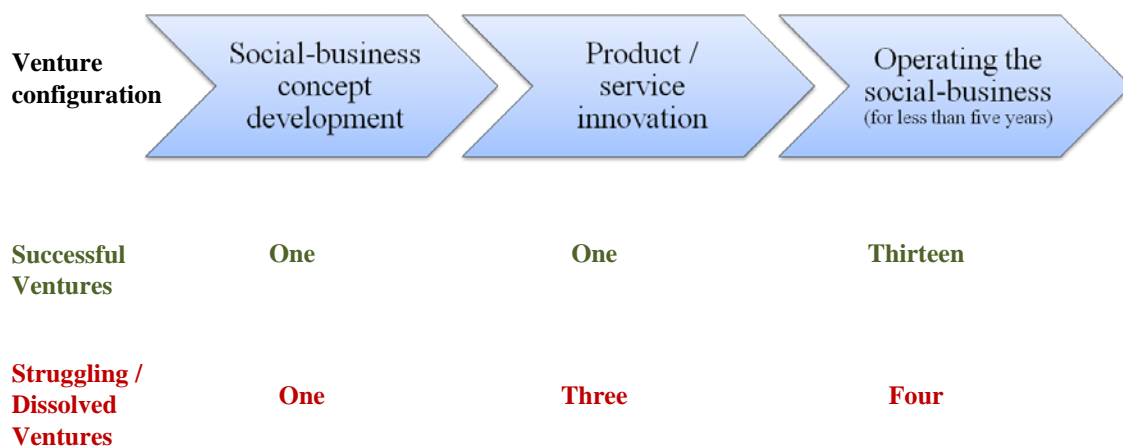 Venture
configuration
Social-business
concept
development
Product /
service
innovation
Operating the
social-business
(for less than five years)
Successful
Ventures
One
One
Thirteen
Struggling /
Dissolved
Ventures
One
Three
Four